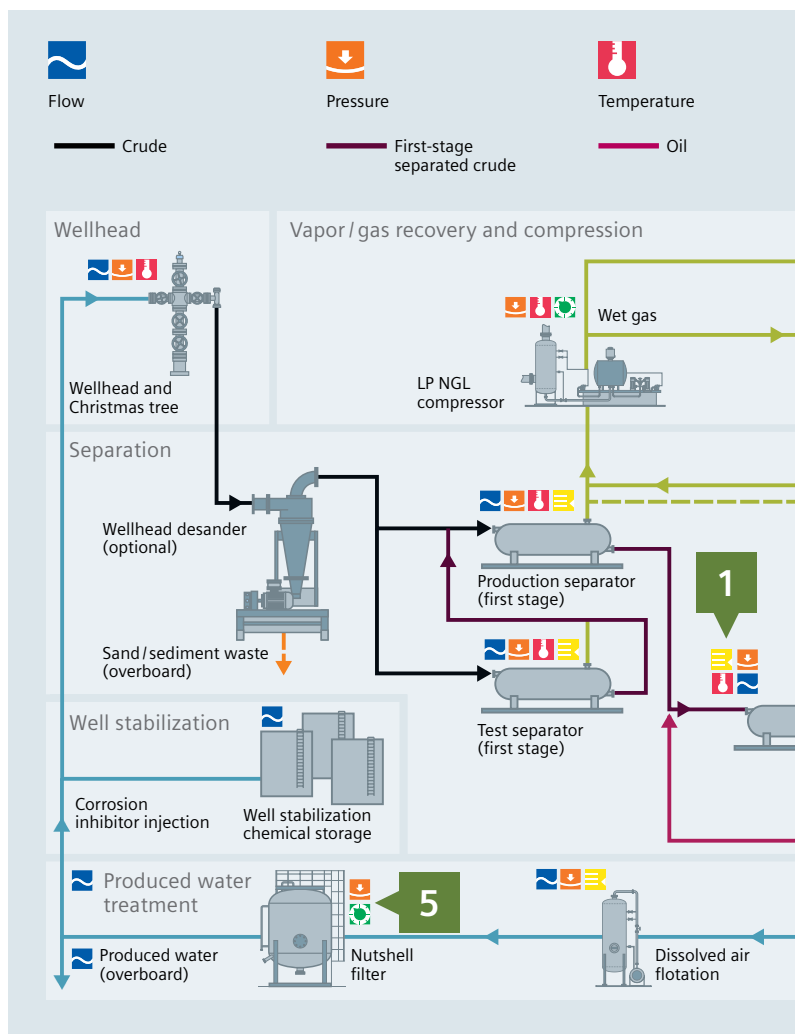 Flow
Pressure
Temperature
Crude
First-stage
separated crude
Oil
Wellhead
Vapor / gas recovery and compression
Wet gas
LP NGL
compressor
Wellhead and
Christmas tree
Separation
Wellhead desander
(optional)
Production separator
(first stage)
1
Sand / sediment waste
(overboard)
Test separator
(first stage)
Well stabilization
Corrosion
inhibitor injection
Well stabilization
chemical storage
Produced water
treatment
5
Produced water
(overboard)
Nutshell
filter
Dissolved air
flotation